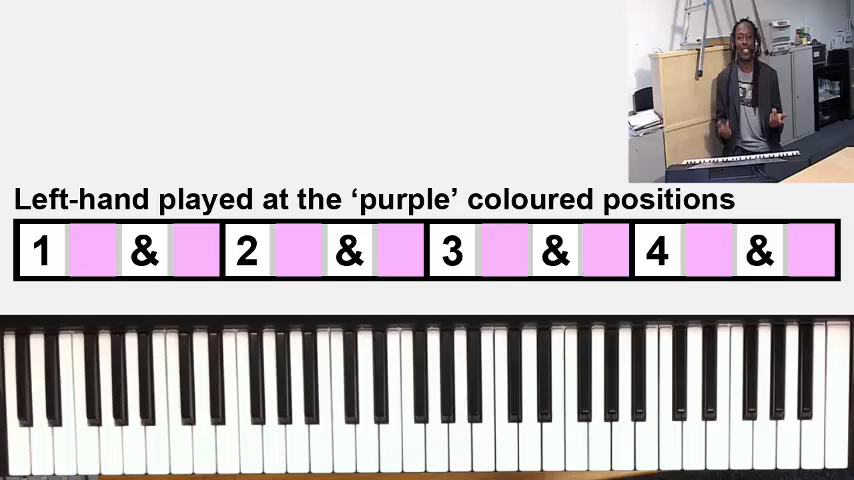 Left-hand played at the ‘purple’ coloured positions
1 & 2 & 3 & 4 &